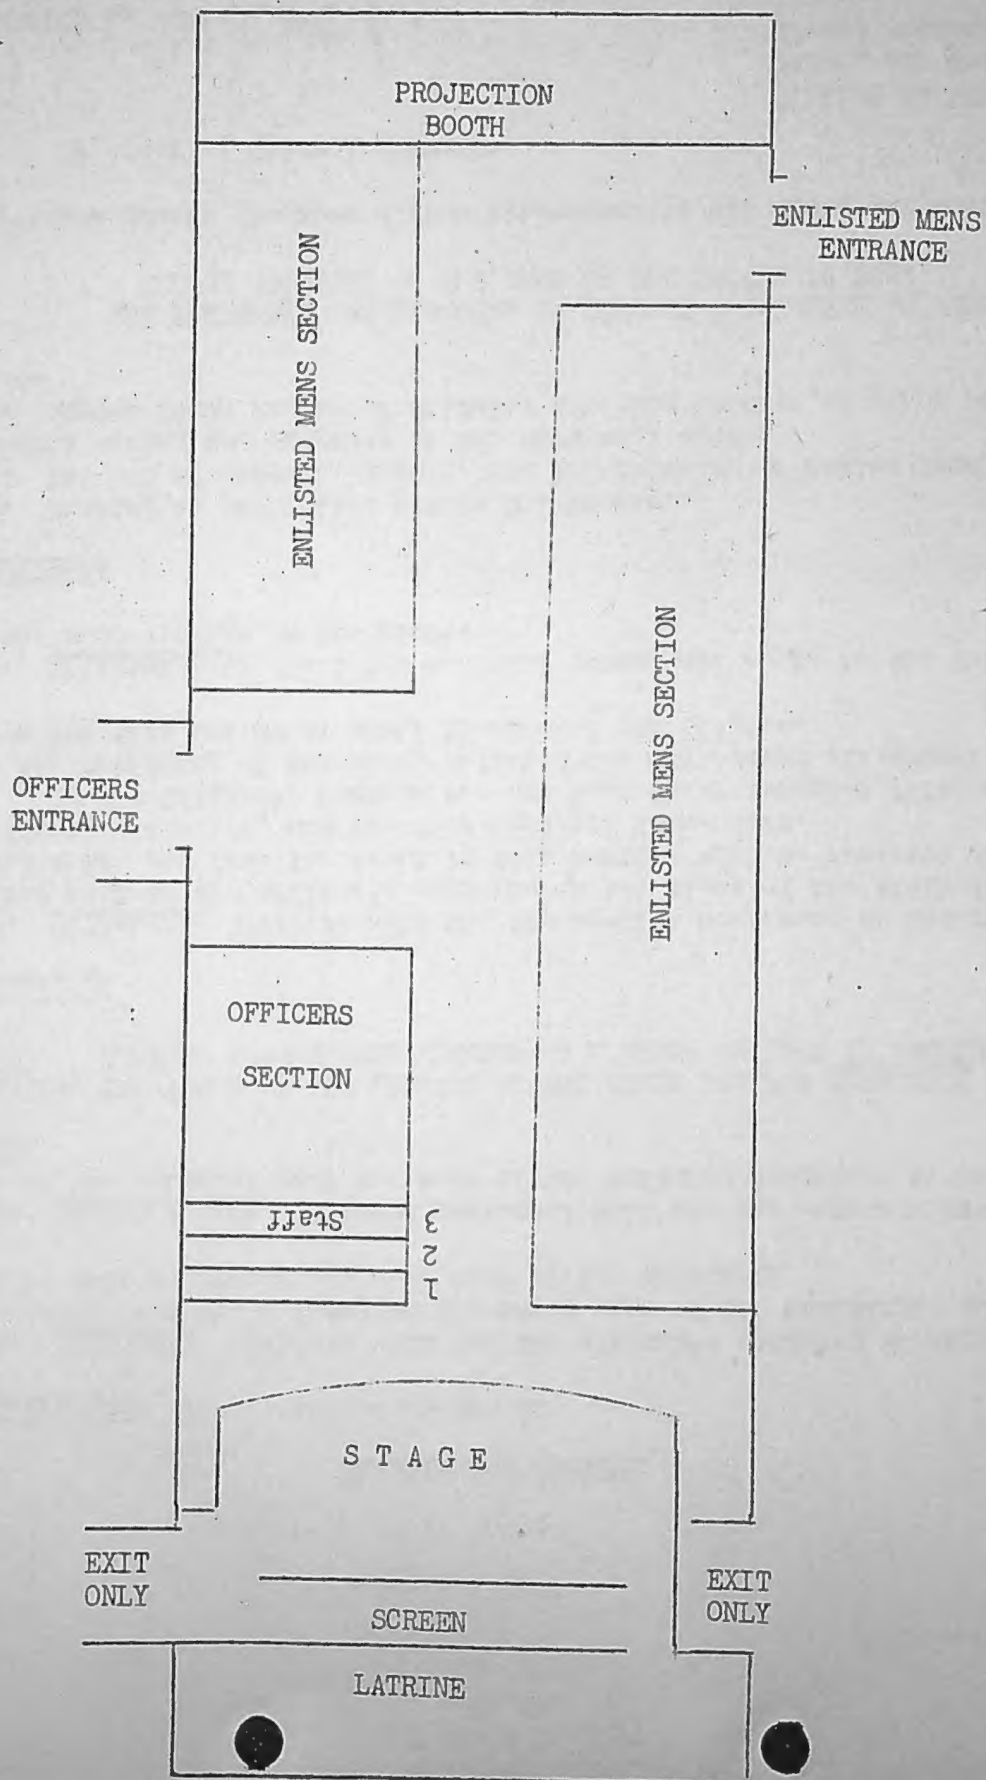 PROJECTION
BOOTH
ENLISTED MENS
ENTRANCE
ENLISTED MENS SECTION
ENLISTED MENS SECTION
OFFICERS
ENTRANCE
OFFICERS
SECTION
Staff
3
2
1
S T A G E
EXIT
ONLY
EXIT
ONLY
SCREEN
LATRINE